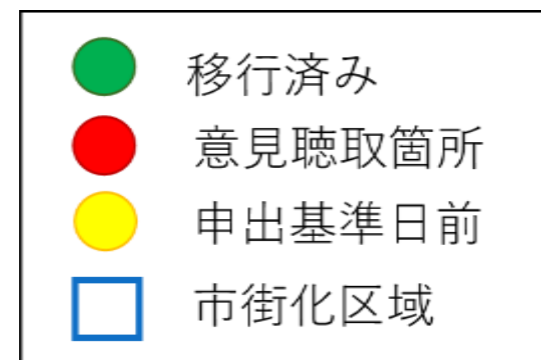 移行済み
意見聴取箇所
申出基準日前
市街化区域